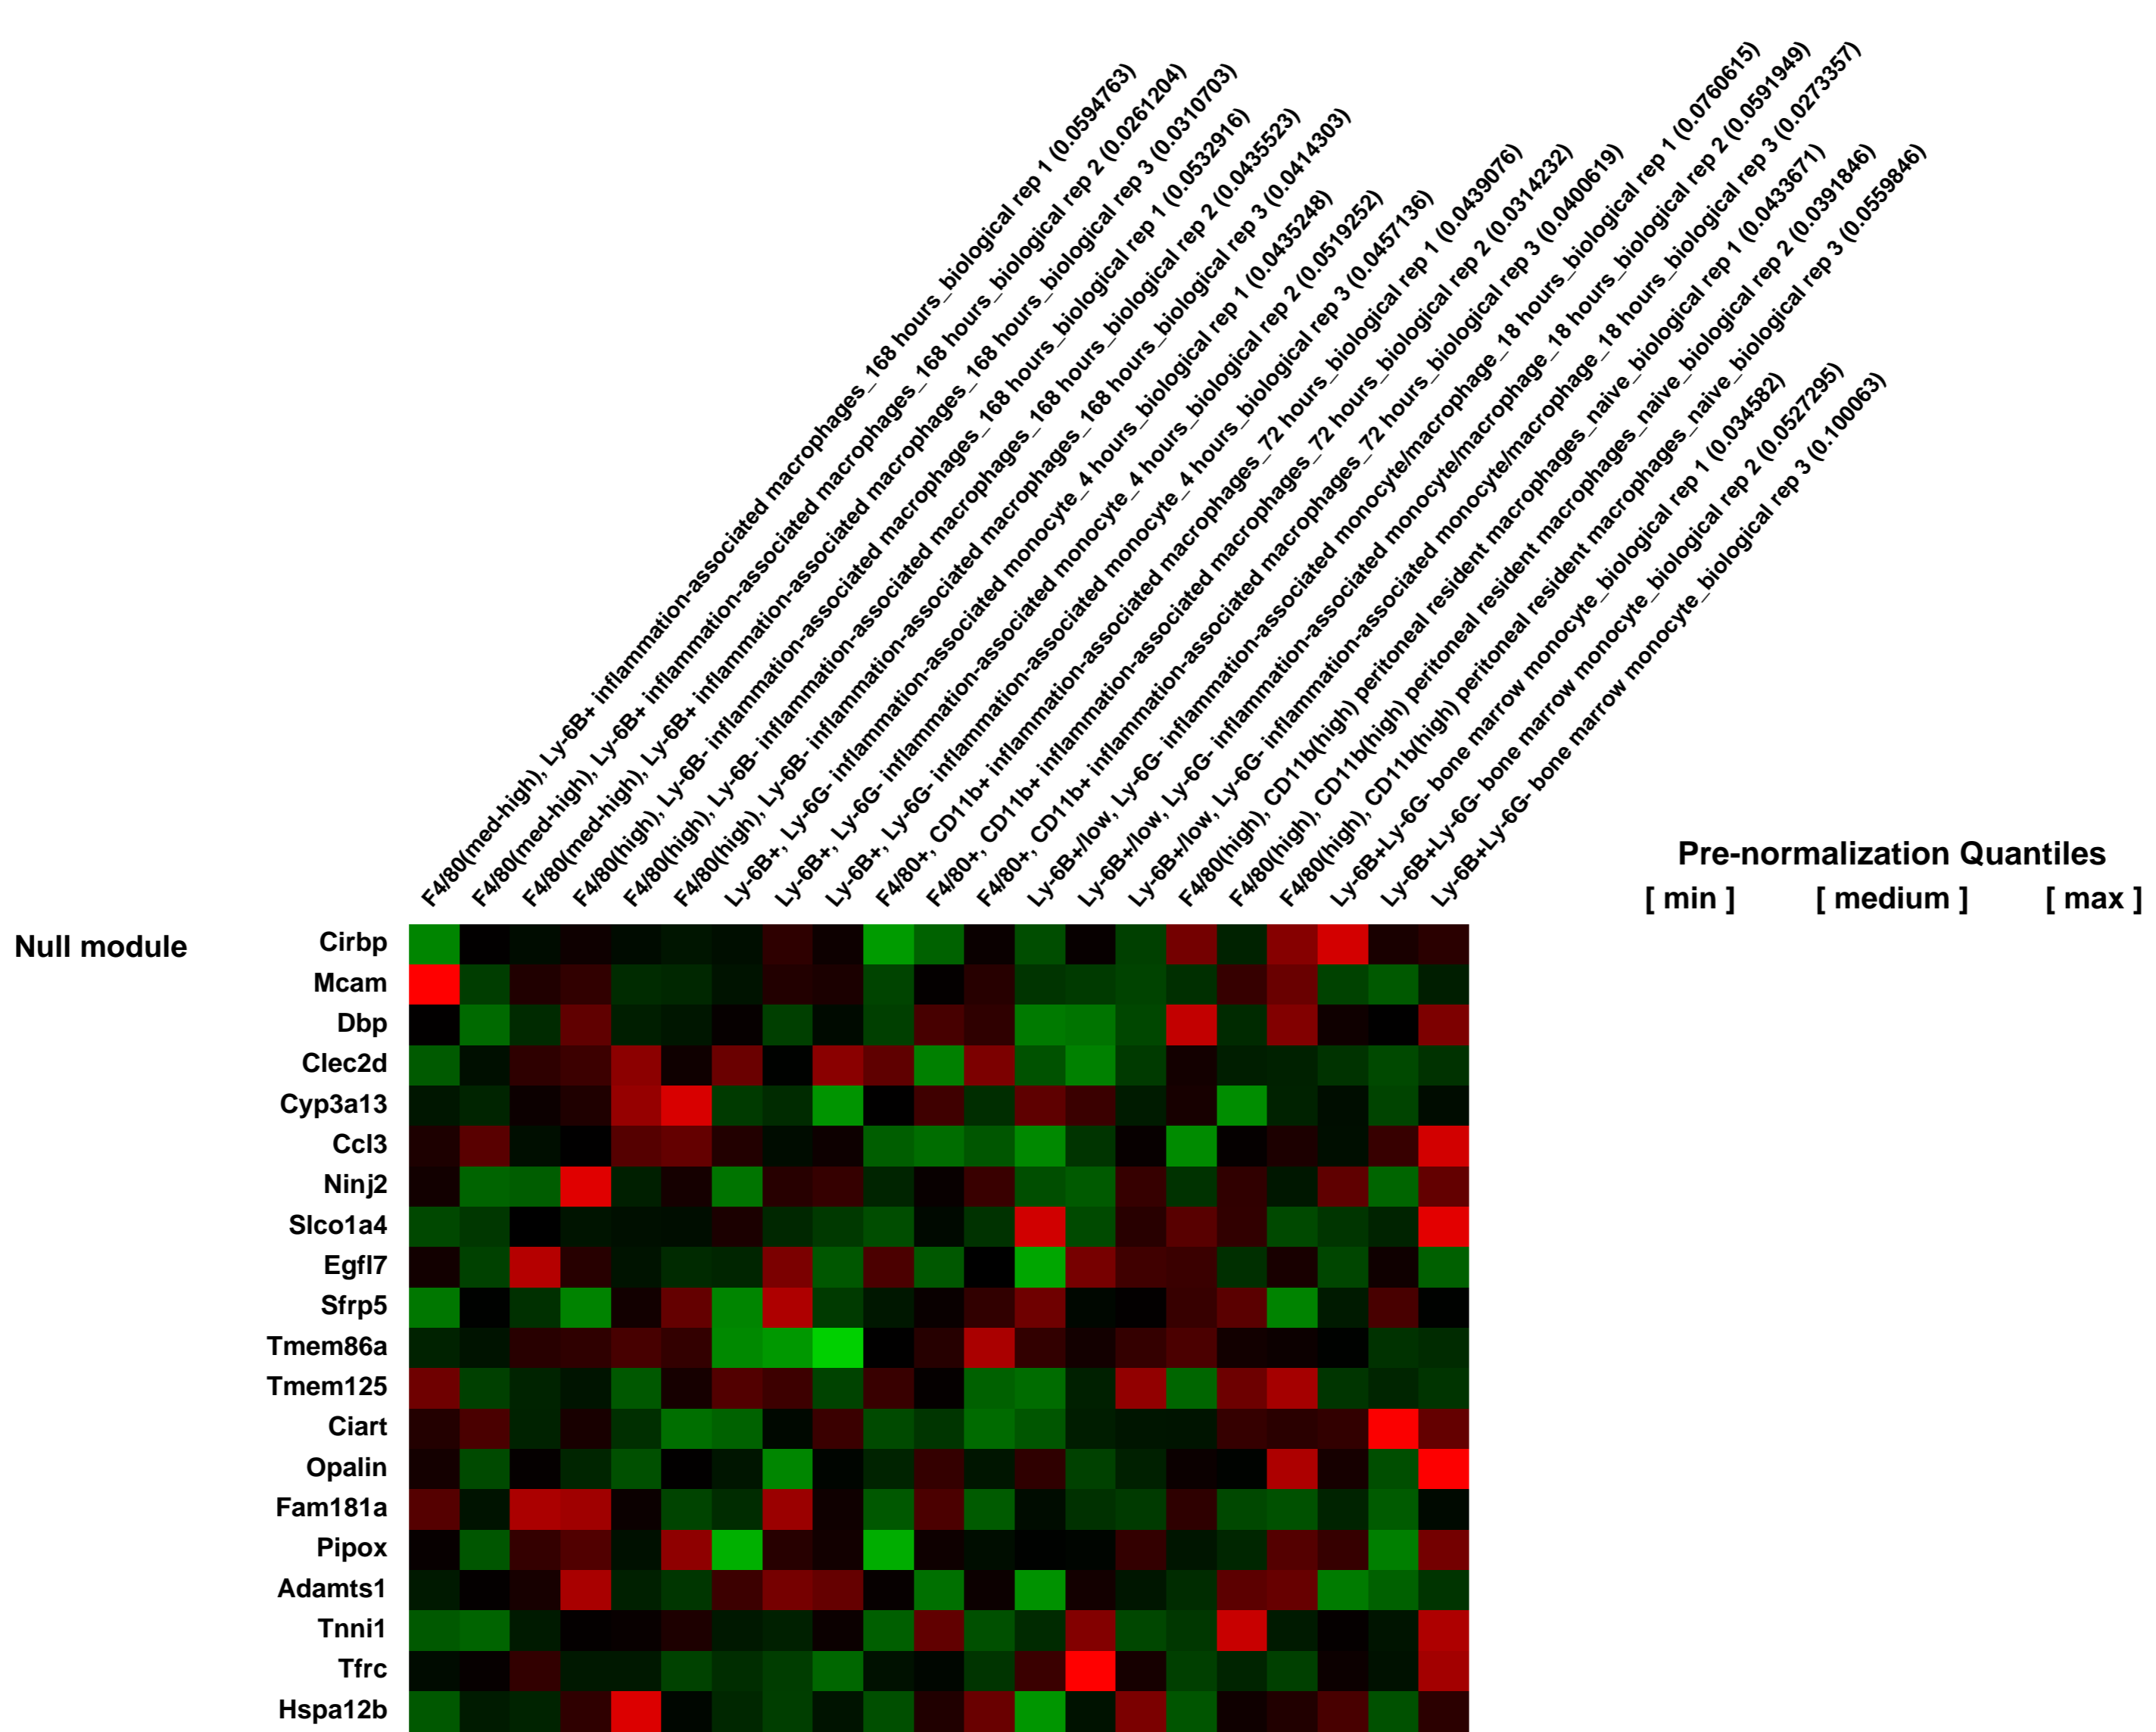 F4/80(med-high), Ly-6B+ inflammation-associated macrophages_168 hours_biological rep 1 (0.0594763)
F4/80(med-high), Ly-6B+ inflammation-associated macrophages_168 hours_biological rep 2 (0.0261204)
F4/80(med-high), Ly-6B+ inflammation-associated macrophages_168 hours_biological rep 3 (0.0310703)
F4/80(high), Ly-6B- inflammation-associated macrophages_168 hours_biological rep 1 (0.0532916)
F4/80(high), Ly-6B- inflammation-associated macrophages_168 hours_biological rep 2 (0.0435523)
F4/80(high), Ly-6B- inflammation-associated macrophages_168 hours_biological rep 3 (0.0414303)
Ly-6B+, Ly-6G- inflammation-associated monocyte_4 hours_biological rep 1 (0.0435248)
Ly-6B+, Ly-6G- inflammation-associated monocyte_4 hours_biological rep 2 (0.0519252)
Ly-6B+, Ly-6G- inflammation-associated monocyte_4 hours_biological rep 3 (0.0457136)
F4/80+, CD11b+ inflammation-associated macrophages_72 hours_biological rep 1 (0.0439076)
F4/80+, CD11b+ inflammation-associated macrophages_72 hours_biological rep 2 (0.0314232)
F4/80+, CD11b+ inflammation-associated macrophages_72 hours_biological rep 3 (0.0400619)
Ly-6B+/low, Ly-6G- inflammation-associated monocyte/macrophage_18 hours_biological rep 1 (0.0760615)
Ly-6B+/low, Ly-6G- inflammation-associated monocyte/macrophage_18 hours_biological rep 2 (0.0591949)
Ly-6B+/low, Ly-6G- inflammation-associated monocyte/macrophage_18 hours_biological rep 3 (0.0273357)
F4/80(high), CD11b(high) peritoneal resident macrophages_naive_biological rep 1 (0.0433671)
F4/80(high), CD11b(high) peritoneal resident macrophages_naive_biological rep 2 (0.0391846)
F4/80(high), CD11b(high) peritoneal resident macrophages_naive_biological rep 3 (0.0559846)
Ly-6B+Ly-6G- bone marrow monocyte_biological rep 1 (0.034582)
Ly-6B+Ly-6G- bone marrow monocyte_biological rep 2 (0.0527295)
Ly-6B+Ly-6G- bone marrow monocyte_biological rep 3 (0.100063)
Pre-normalization Quantiles
[ min ] [ medium ] [ max ]
Null module
Cirbp
Mcam
Dbp
Clec2d
Cyp3a13
Ccl3
Ninj2
Slco1a4
Egfl7
Sfrp5
Tmem86a
Tmem125
Ciart
Opalin
Fam181a
Pipox
Adamts1
Tnni1
Tfrc
Hspa12b